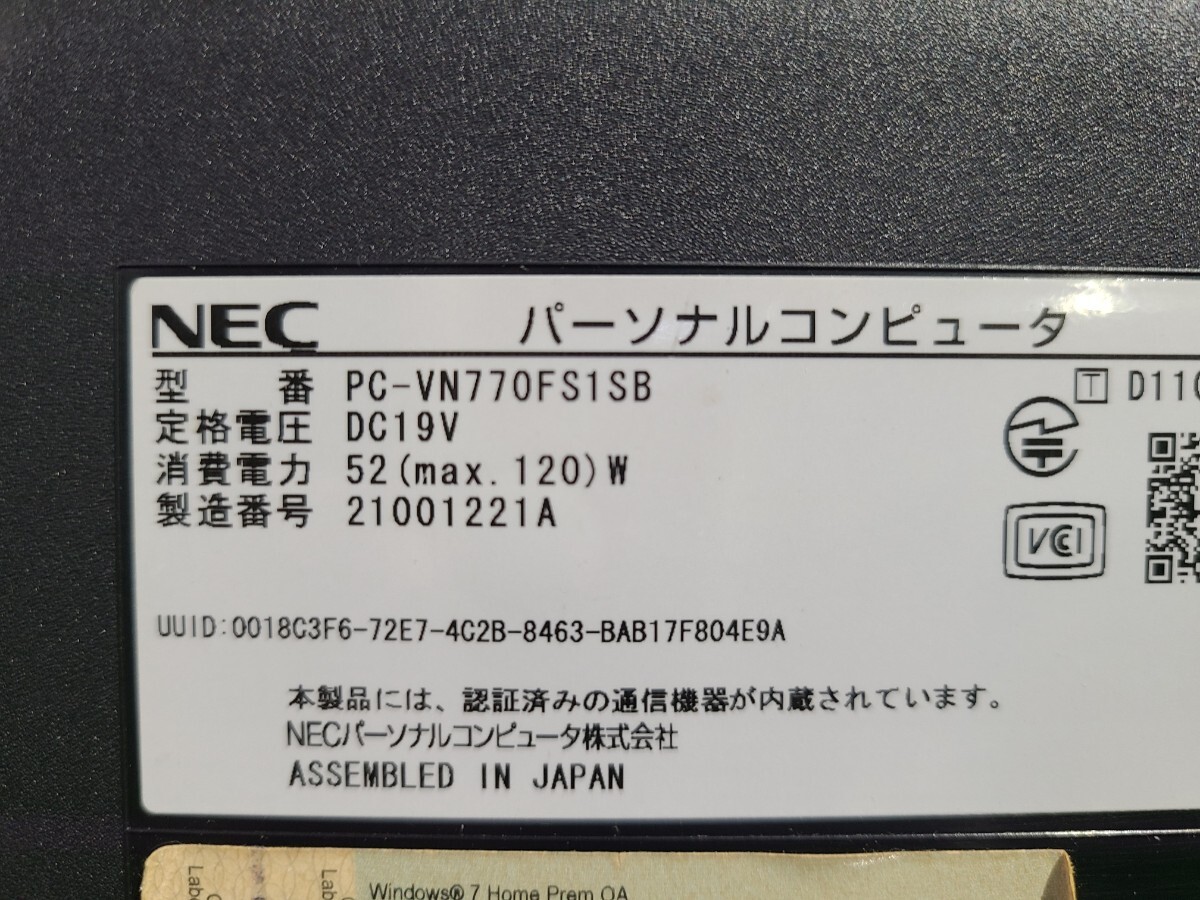 NEC パーソナルコンピュータ
型番 PC-VN770FS1SB
T D110
定格電圧 DC19V
消費電力 52(max.120)W
製造番号 21001221A
VCI
UUID:0018C3F6-72E7-4C2B-8463-BAB17F804E9A
本製品には、認証済みの通信機器が内蔵されています。
NECパーソナルコンピュータ株式会社
ASSEMBLED IN JAPAN
Windows® 7 Home Prem OA